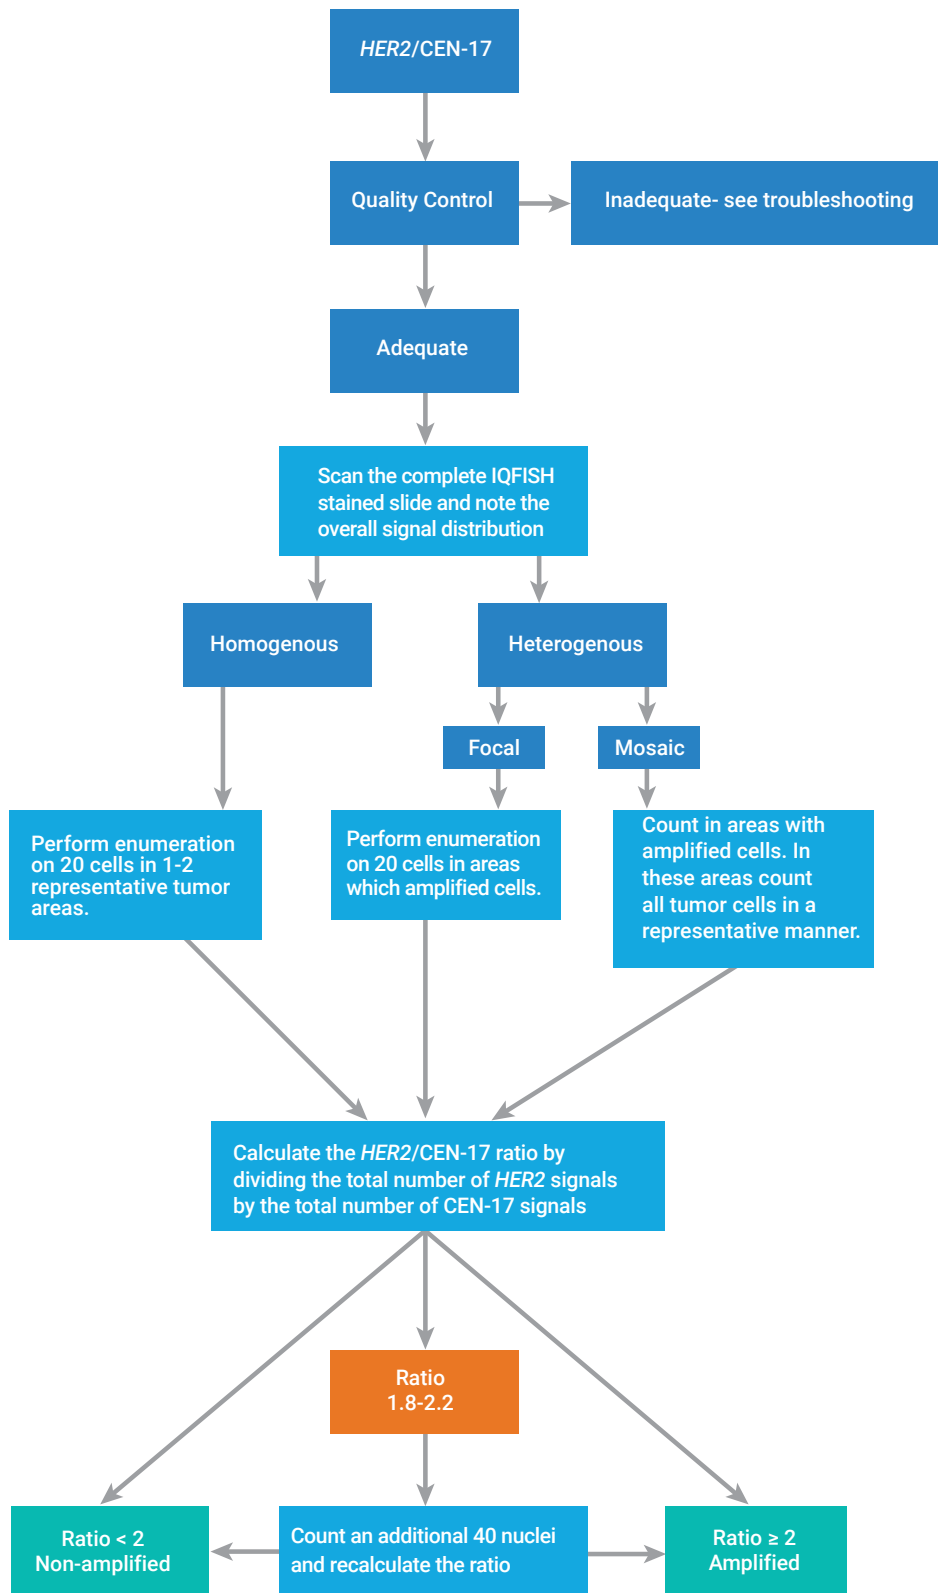 HER2/CEN-17
Quality Control
Inadequate- see troubleshooting
Adequate
Scan the complete IQFISH
stained slide and note the
overall signal distribution
Homogenous
Heterogenous
Focal
Mosaic
Perform enumeration
on 20 cells in 1-2
representative tumor
areas.
Perform enumeration
on 20 cells in areas
which amplified cells.
Count in areas with
amplified cells. In
these areas count
all tumor cells in a
representative manner.
Calculate the HER2/CEN-17 ratio by
dividing the total number of HER2 signals
by the total number of CEN-17 signals
Ratio
1.8-2.2
Ratio < 2
Non-amplified
Count an additional 40 nuclei
and recalculate the ratio
Ratio ≥ 2
Amplified